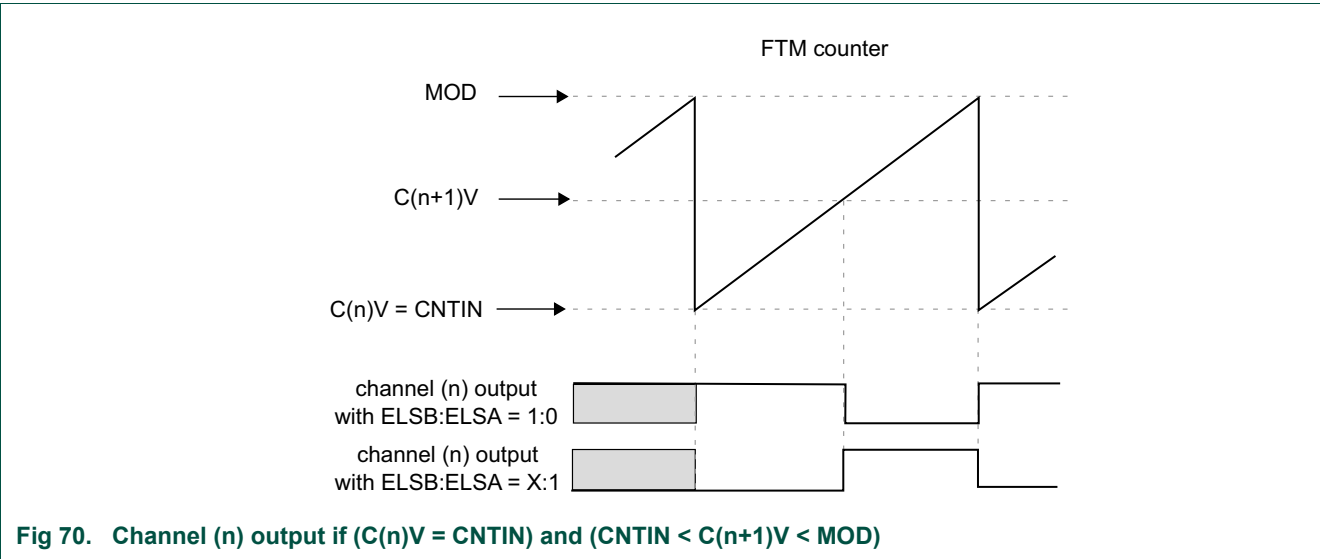 FTM counter
MOD
C(n+1)V
C(n)V = CNTIN
channel (n) output
with ELSB:ELSA = 1:0
channel (n) output
with ELSB:ELSA = X:1
Fig 70. Channel (n) output if (C(n)V = CNTIN) and (CNTIN < C(n+1)V < MOD)